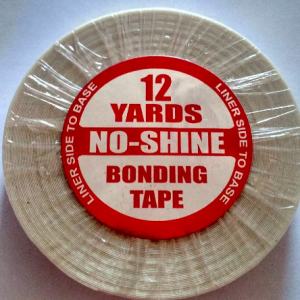 12
YARDS
NO-SHINE
BONDING
TAPE
LINER SIDE TO BASE
LINER SIDE TO BASE